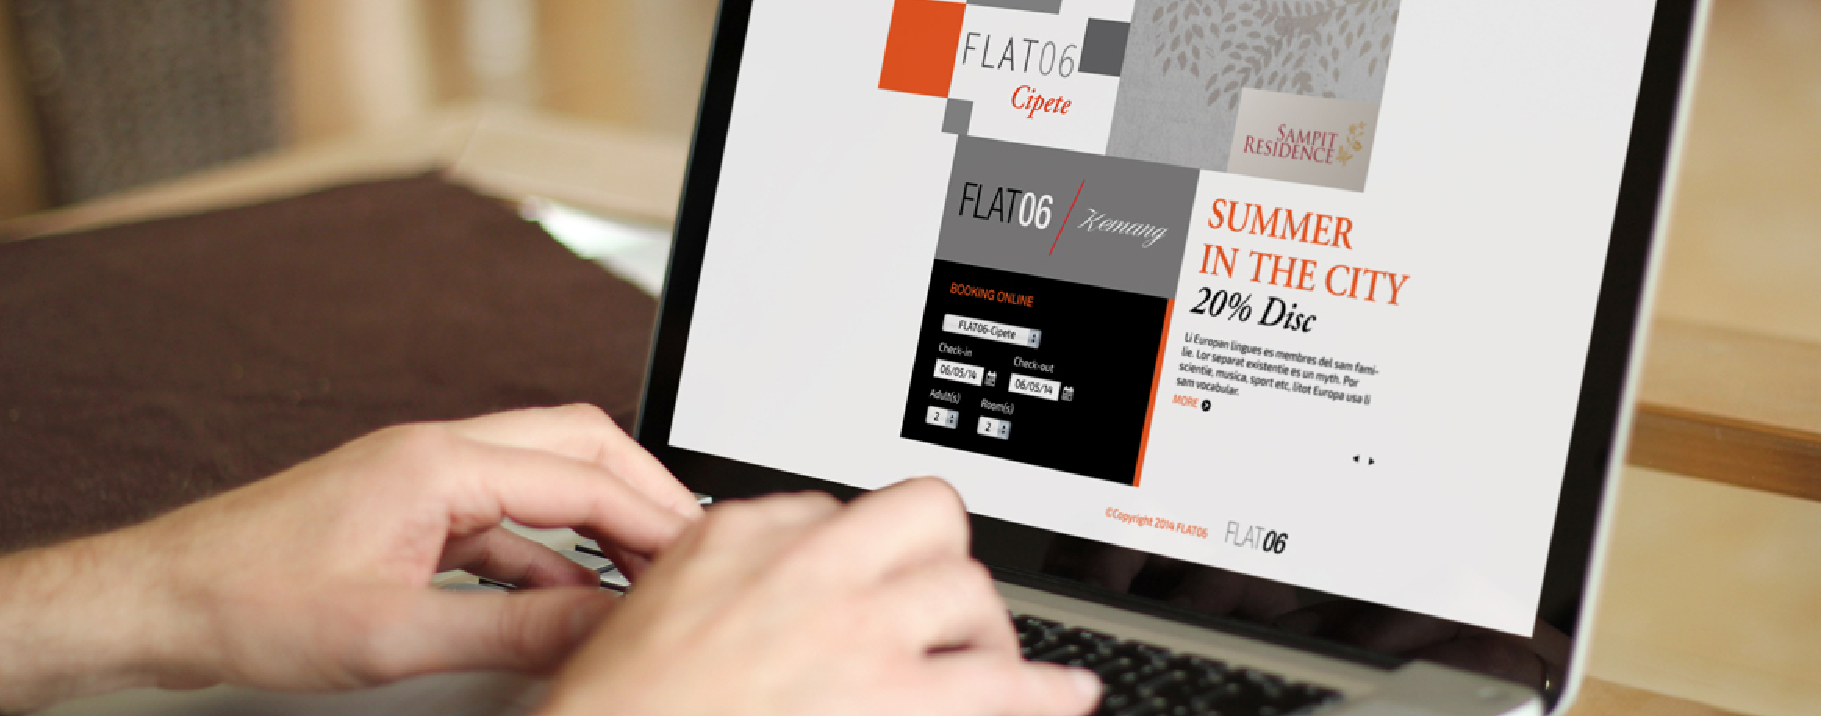 FLAT06
Cipete
SAMPIT
RESIDENCE
FLAT06 / Kemang
BOOKING ONLINE
FLAT06-Cipete
Check-in
Check-out
06/05/14
06/05/14
Adult(s)
Room(s)
2
2
SUMMER
IN THE CITY
20% Disc
Li Europan lingues es membres del sam fami-
lie. Lor separat existentie es un myth. Por
scientie, musica, sport etc, litot Europa usa li
sam vocabular.
MORE
©Copyright 2014 FLAT06
FLAT06